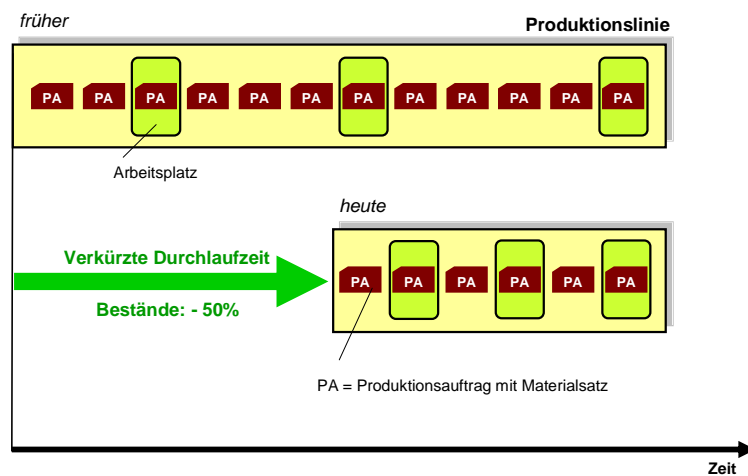 früher
Produktionslinie
PA PA PA PA PA PA PA PA PA PA PA PA
Arbeitsplatz
heute
Verkürzte Durchlaufzeit
PA PA PA PA PA PA
Bestände: - 50%
PA = Produktionsauftrag mit Materialsatz
Zeit